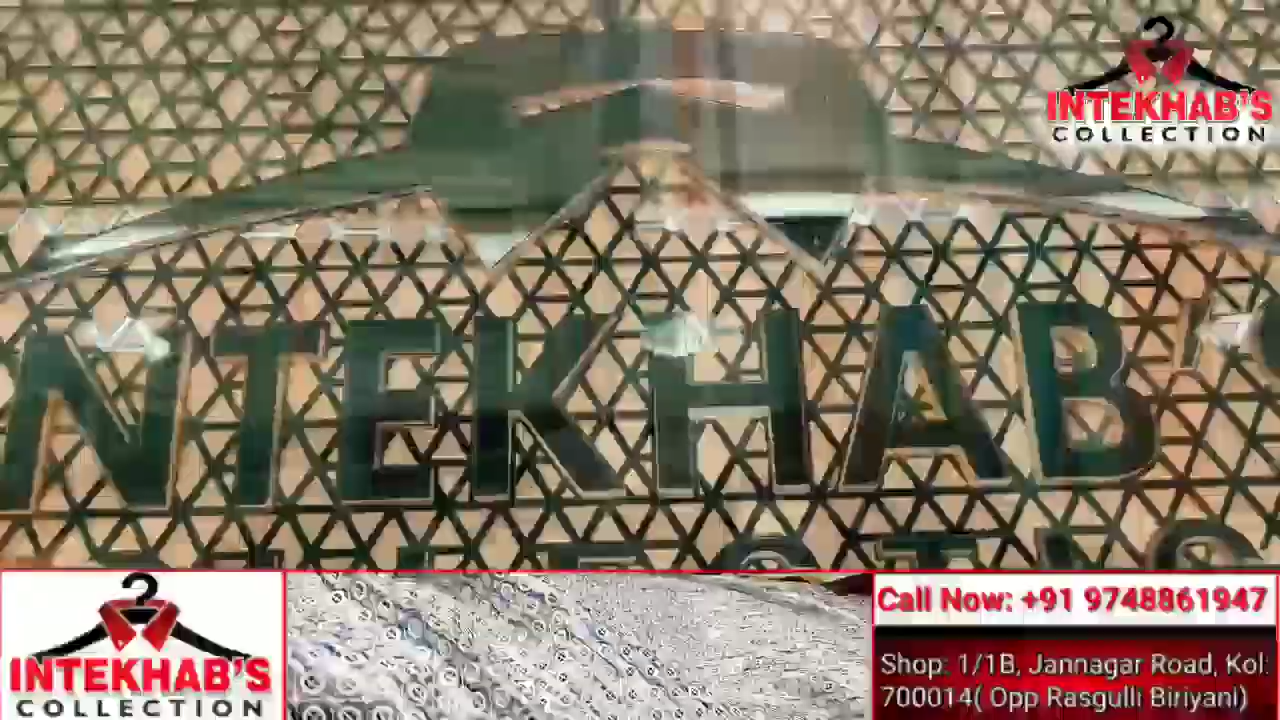 INTEKHAB'S
COLLECTION
NTEKHAB'
INTEKHAB'S
COLLECTION
Call Now: +91 9748861947
Shop: 1/1B, Jannagar Road, Kol:
700014( Opp Rasgulli Biriyani)